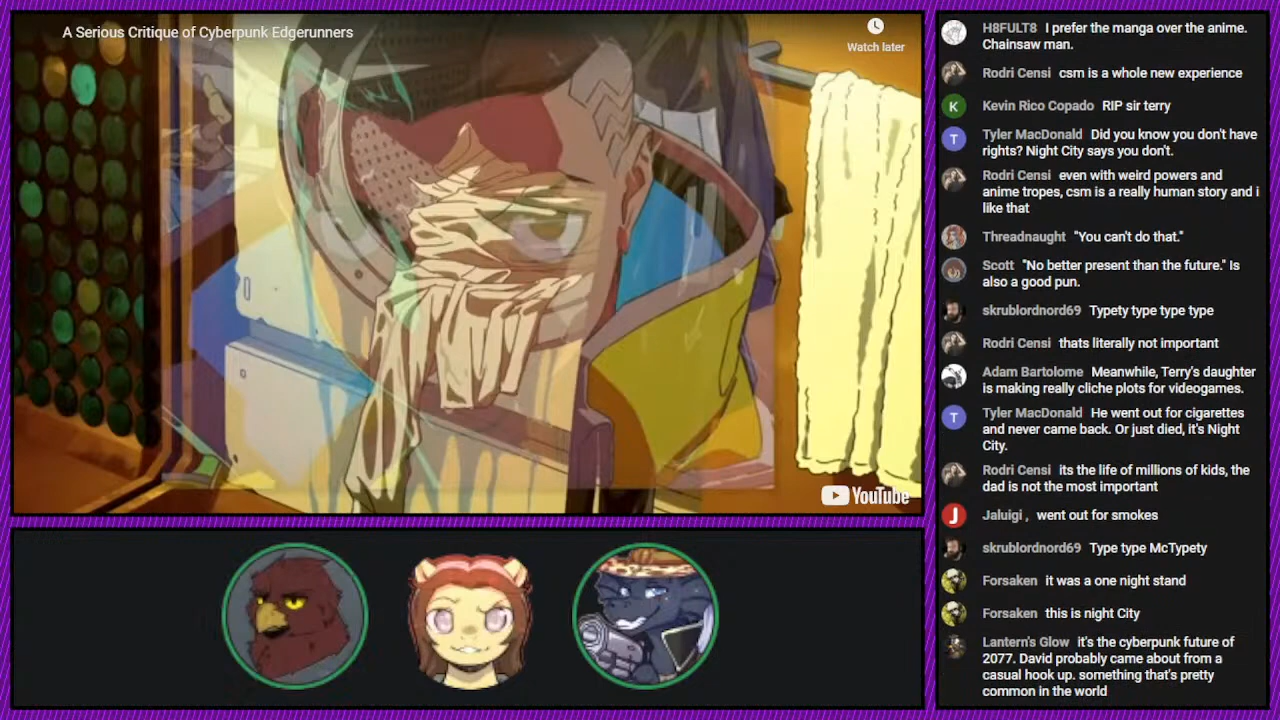 A Serious Critique of Cyberpunk Edgerunners
Watch later
YouTube
H8FULT8 I prefer the manga over the anime.
Chainsaw man.
Rodri Censi csm is a whole new experience
K
Kevin Rico Copado RIP sir terry
T
Tyler MacDonald Did you know you don't have
rights? Night City says you don't.
Rodri Censi even with weird powers and
anime tropes, csm is a really human story and i
like that
Threadnaught "You can't do that."
Scott "No better present than the future." Is
also a good pun.
skrublordnord69 Typety type type type
Rodri Censi thats literally not important
Adam Bartolome Meanwhile, Terry's daughter
is making really cliche plots for videogames.
T
Tyler MacDonald He went out for cigarettes
and never came back. Or just died, it's Night
City.
Rodri Censi its the life of millions of kids, the
dad is not the most important
J
Jaluigi , went out for smokes
skrublordnord69 Type type McTypety
Forsaken it was a one night stand
Forsaken this is night City
Lantern's Glow it's the cyberpunk future of
2077. David probably came about from a
casual hook up. something that's pretty
common in the world